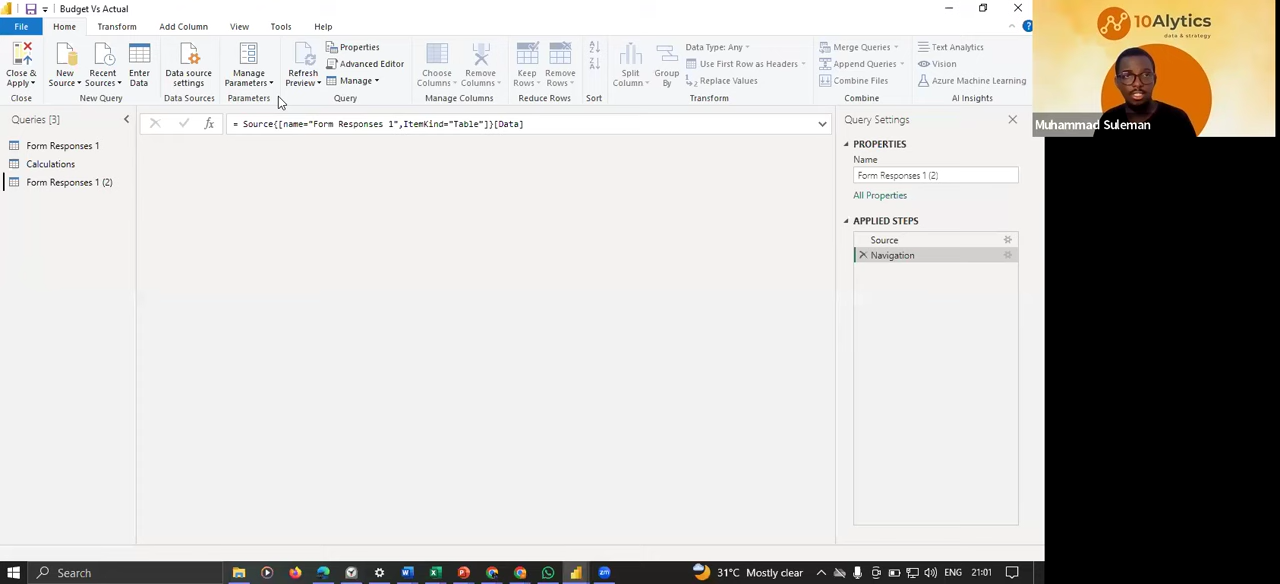 Budget Vs Actual
File Home Transform Add Column View Tools Help
Close & Apply
New Source
Recent Sources
Enter Data
Data source settings
Manage Parameters
Refresh Preview
Properties
Advanced Editor
Manage
Choose Columns
Remove Columns
Keep Rows
Remove Rows
Split Column
Group By
Data Type: Any
Use First Row as Headers
Replace Values
Merge Queries
Append Queries
Combine Files
Text Analytics
Vision
Azure Machine Learning
Close New Query Data Sources Parameters Query Manage Columns Reduce Rows Sort Transform Combine AI Insights
Queries [3]
Form Responses 1
Calculations
Form Responses 1 (2)
fx = Source{[name="Form Responses 1",ItemKind="Table"]}[Data]
Query Settings
PROPERTIES
Name
Form Responses 1 (2)
All Properties
APPLIED STEPS
Source
Navigation
10Alytics
data & strategy
Muhammad Suleman
Search
31°C Mostly clear
ENG 21:01